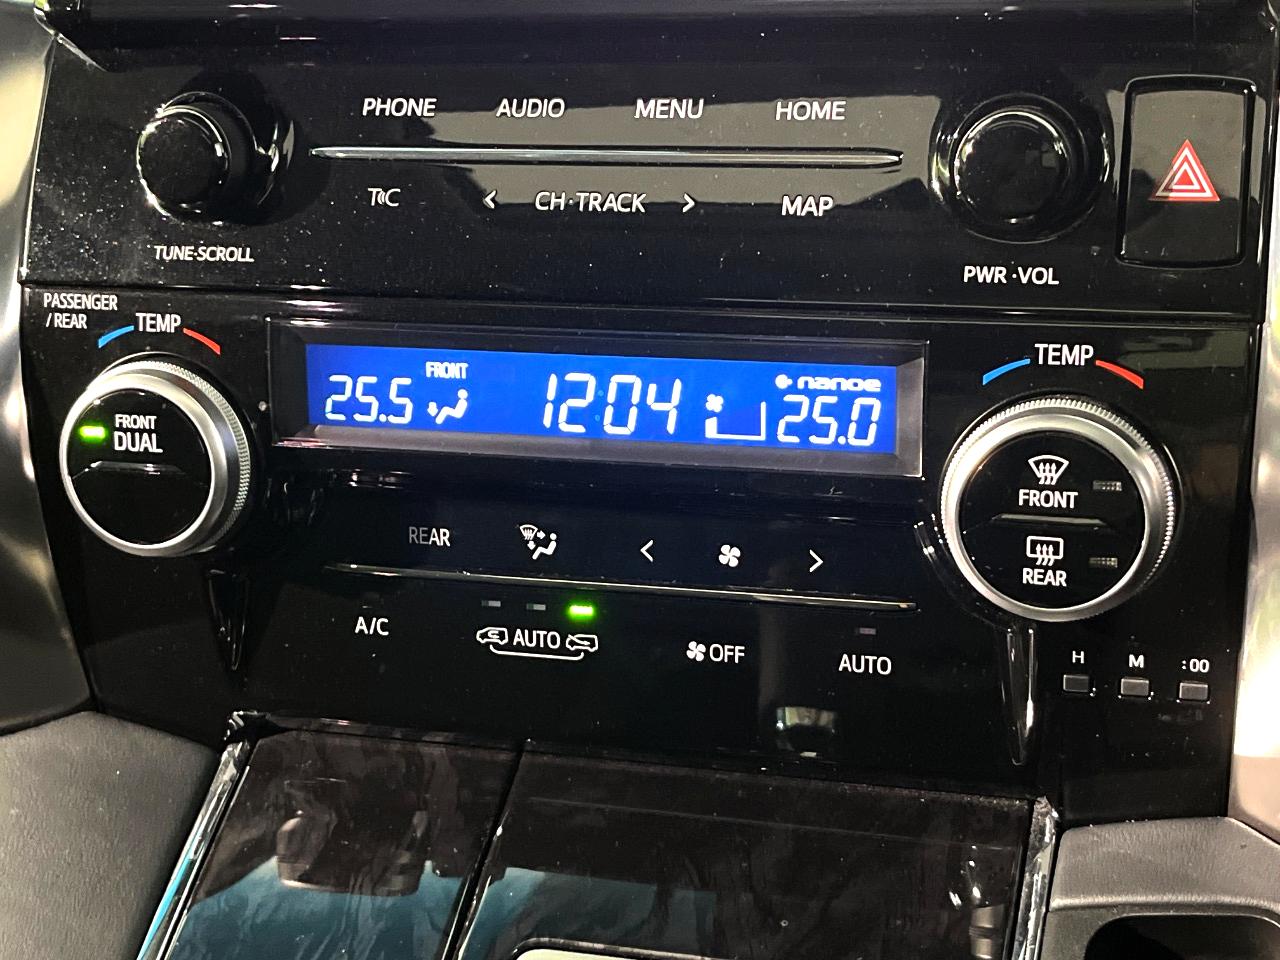 PHONE AUDIO MENU HOME
T(C < CH·TRACK > MAP
TUNE·SCROLL
PWR·VOL
PASSENGER
/REAR
TEMP
TEMP
FRONT
DUAL
25.5 FRONT 12:04 nanoe 25.0
FRONT
REAR
REAR < >
A/C AUTO OFF AUTO
H M :00